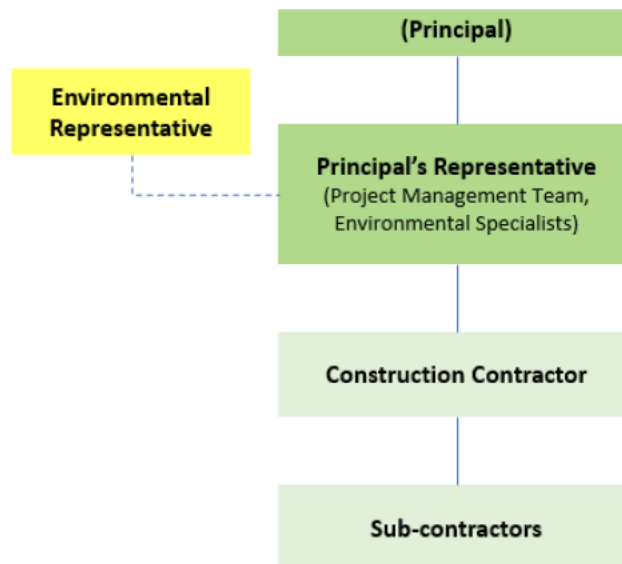 (Principal)
Environmental
Representative
Principal's Representative
(Project Management Team,
Environmental Specialists)
Construction Contractor
Sub-contractors